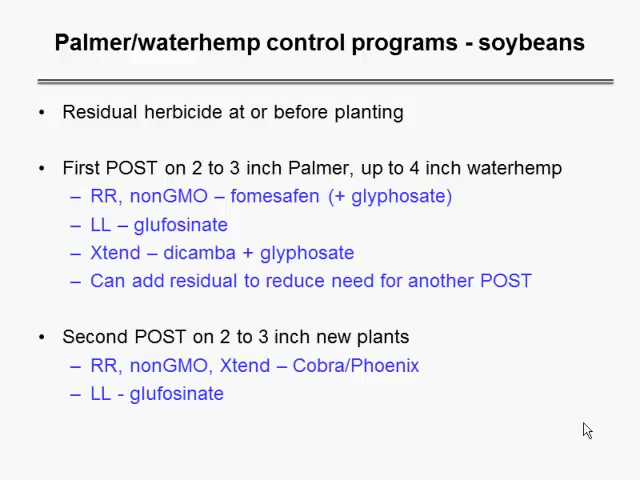 Palmer/waterhemp control programs - soybeans
• Residual herbicide at or before planting
• First POST on 2 to 3 inch Palmer, up to 4 inch waterhemp
– RR, nonGMO – fomesafen (+ glyphosate)
– LL – glufosinate
– Xtend – dicamba + glyphosate
– Can add residual to reduce need for another POST
• Second POST on 2 to 3 inch new plants
– RR, nonGMO, Xtend – Cobra/Phoenix
– LL - glufosinate